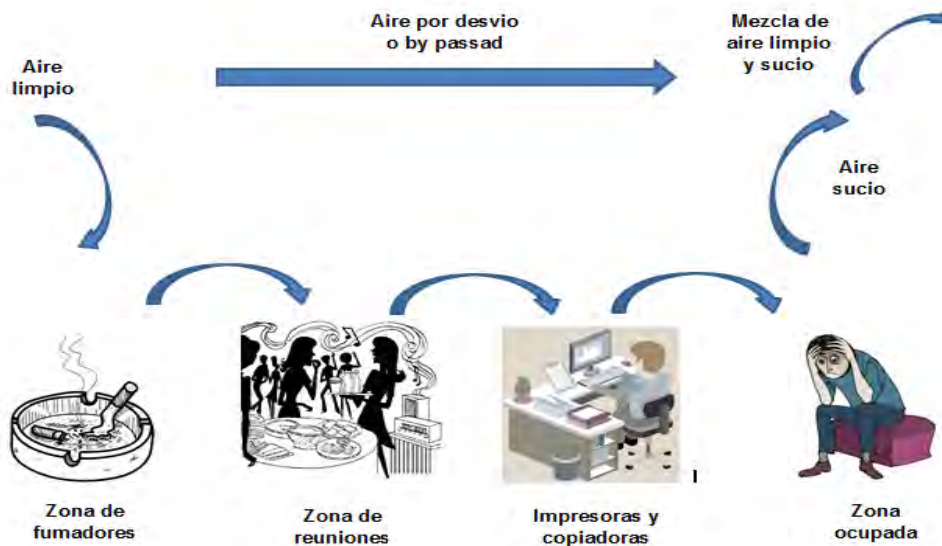 Aire por desvio
o by passad
Mezcla de
aire limpio
y sucio
Aire
limpio
Aire
sucio
Zona de
fumadores
Zona de
reuniones
Impresoras y
copiadoras
I
Zona
ocupada